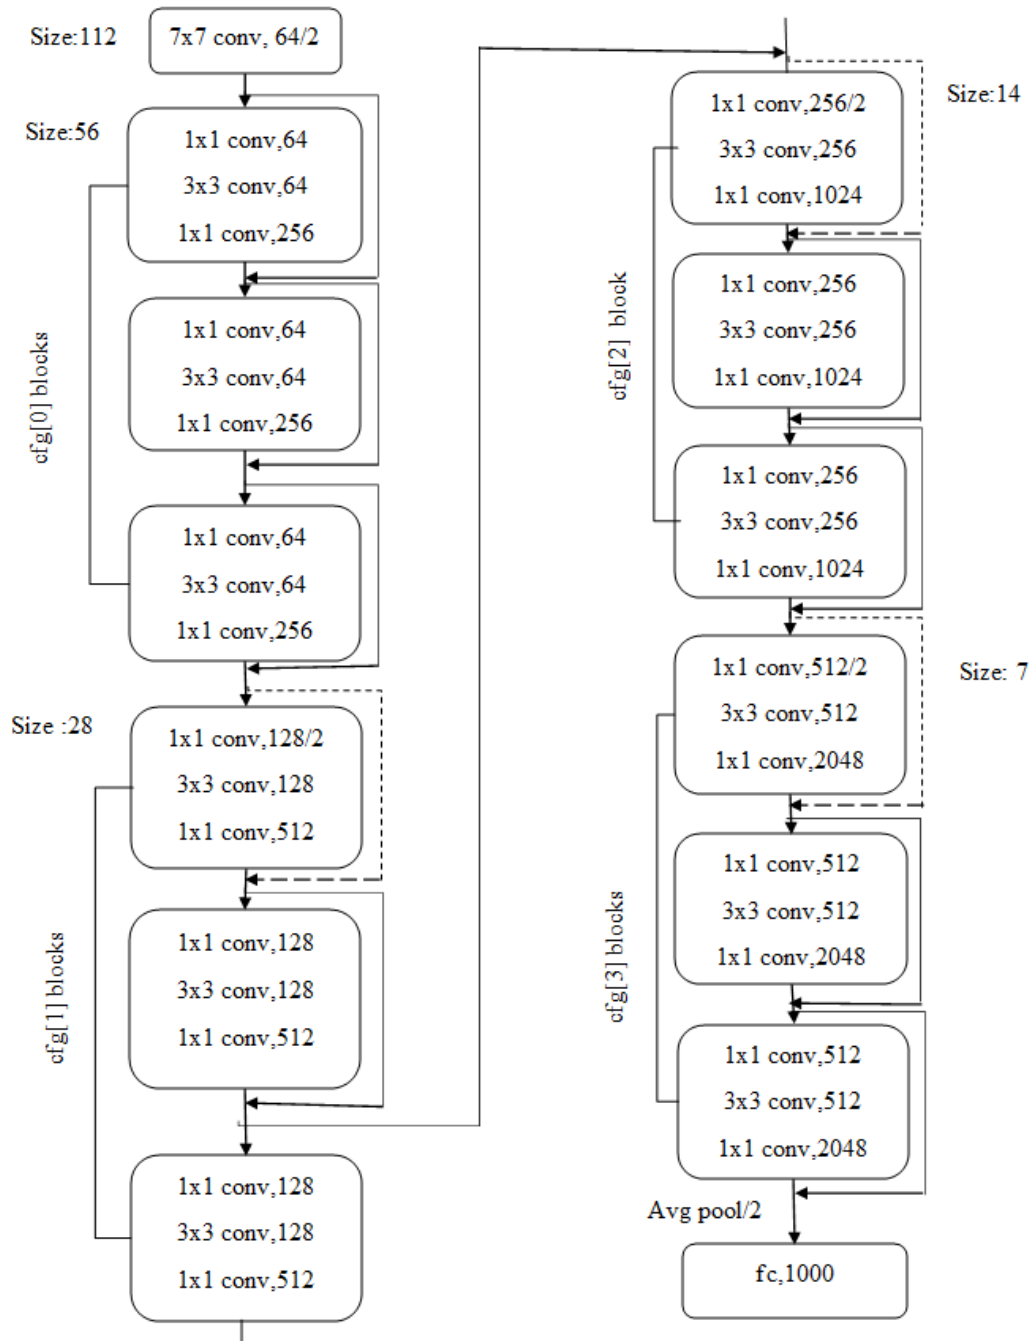 Size:112
7x7 conv, 64/2
Size:56
1x1 conv,64
3x3 conv,64
1x1 conv,256
cfg[0] blocks
1x1 conv,64
3x3 conv,64
1x1 conv,256
1x1 conv,64
3x3 conv,64
1x1 conv,256
Size :28
1x1 conv,128/2
3x3 conv,128
1x1 conv,512
cfg[1] blocks
1x1 conv,128
3x3 conv,128
1x1 conv,512
1x1 conv,128
3x3 conv,128
1x1 conv,512
Size:14
1x1 conv,256/2
3x3 conv,256
1x1 conv,1024
cfg[2] block
1x1 conv,256
3x3 conv,256
1x1 conv,1024
1x1 conv,256
3x3 conv,256
1x1 conv,1024
Size: 7
1x1 conv,512/2
3x3 conv,512
1x1 conv,2048
cfg[3] blocks
1x1 conv,512
3x3 conv,512
1x1 conv,2048
1x1 conv,512
3x3 conv,512
1x1 conv,2048
Avg pool/2
fc,1000